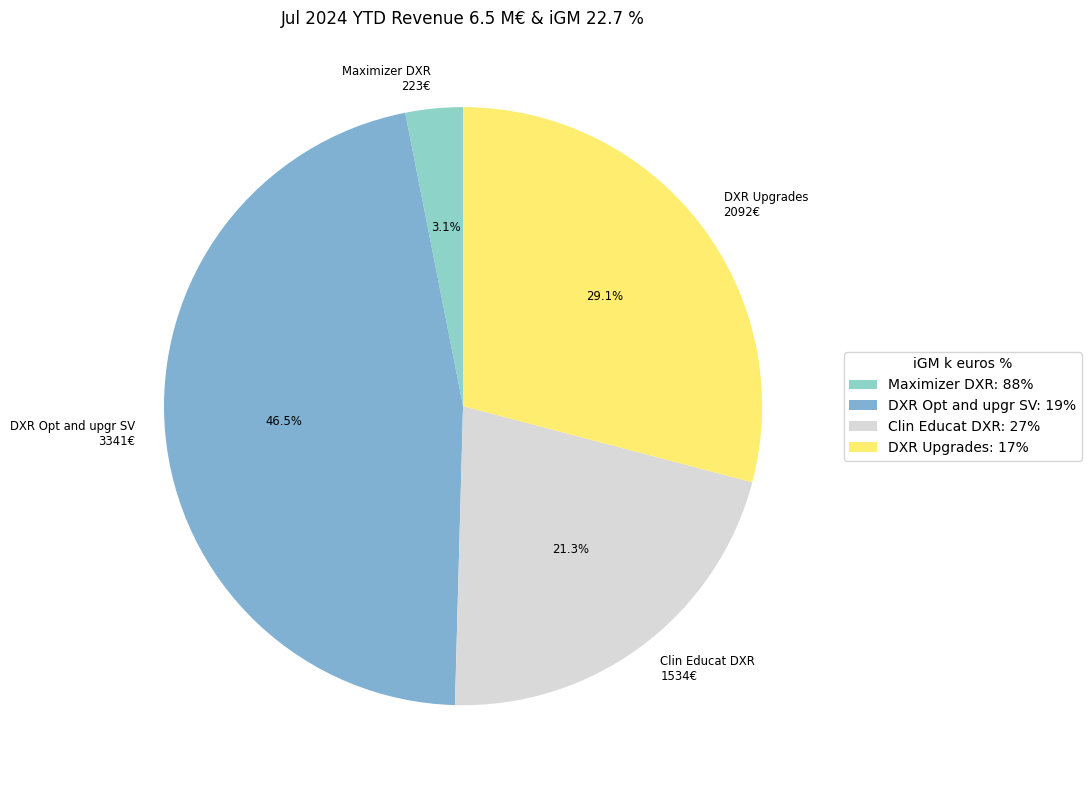 Jul 2024 YTD Revenue 6.5 M€ & iGM 22.7 %
Maximizer DXR
223€
DXR Upgrades
2092€
3.1%
29.1%
iGM k euros %
Maximizer DXR: 88%
DXR Opt and upgr SV: 19%
Clin Educat DXR: 27%
DXR Upgrades: 17%
DXR Opt and upgr SV
3341€
46.5%
21.3%
Clin Educat DXR
1534€